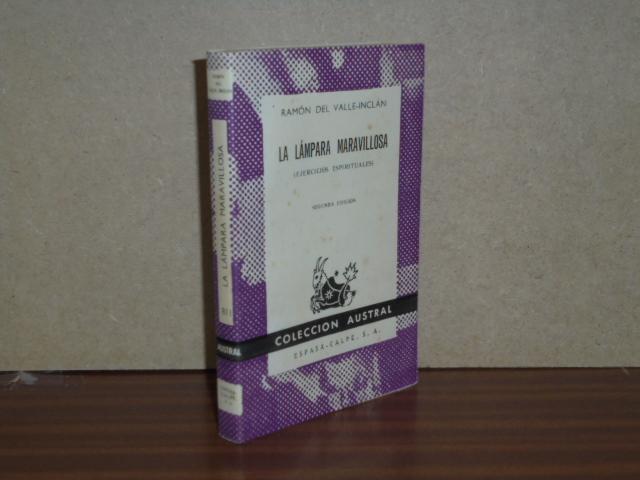 RAMÓN DEL VALLE-INCLÁN
LA LÁMPARA MARAVILLOSA
(EJERCICIOS ESPIRITUALES)
SEGUNDA EDICIÓN
COLECCION AUSTRAL
ESPASA-CALPE, S. A.
LA LÁMPARA MARAVILLOSA
811
AUSTRAL